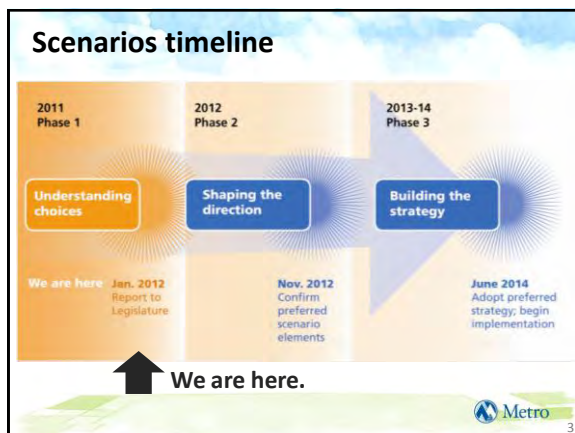 Scenarios timeline
2011
Phase 1
2012
Phase 2
2013-14
Phase 3
Understanding
choices
Shaping the
direction
Building the
strategy
We are here
Jan. 2012
Report to
Legislature
Nov. 2012
Confirm
preferred
scenario
elements
June 2014
Adopt preferred
strategy; begin
implementation
We are here.
Metro
3